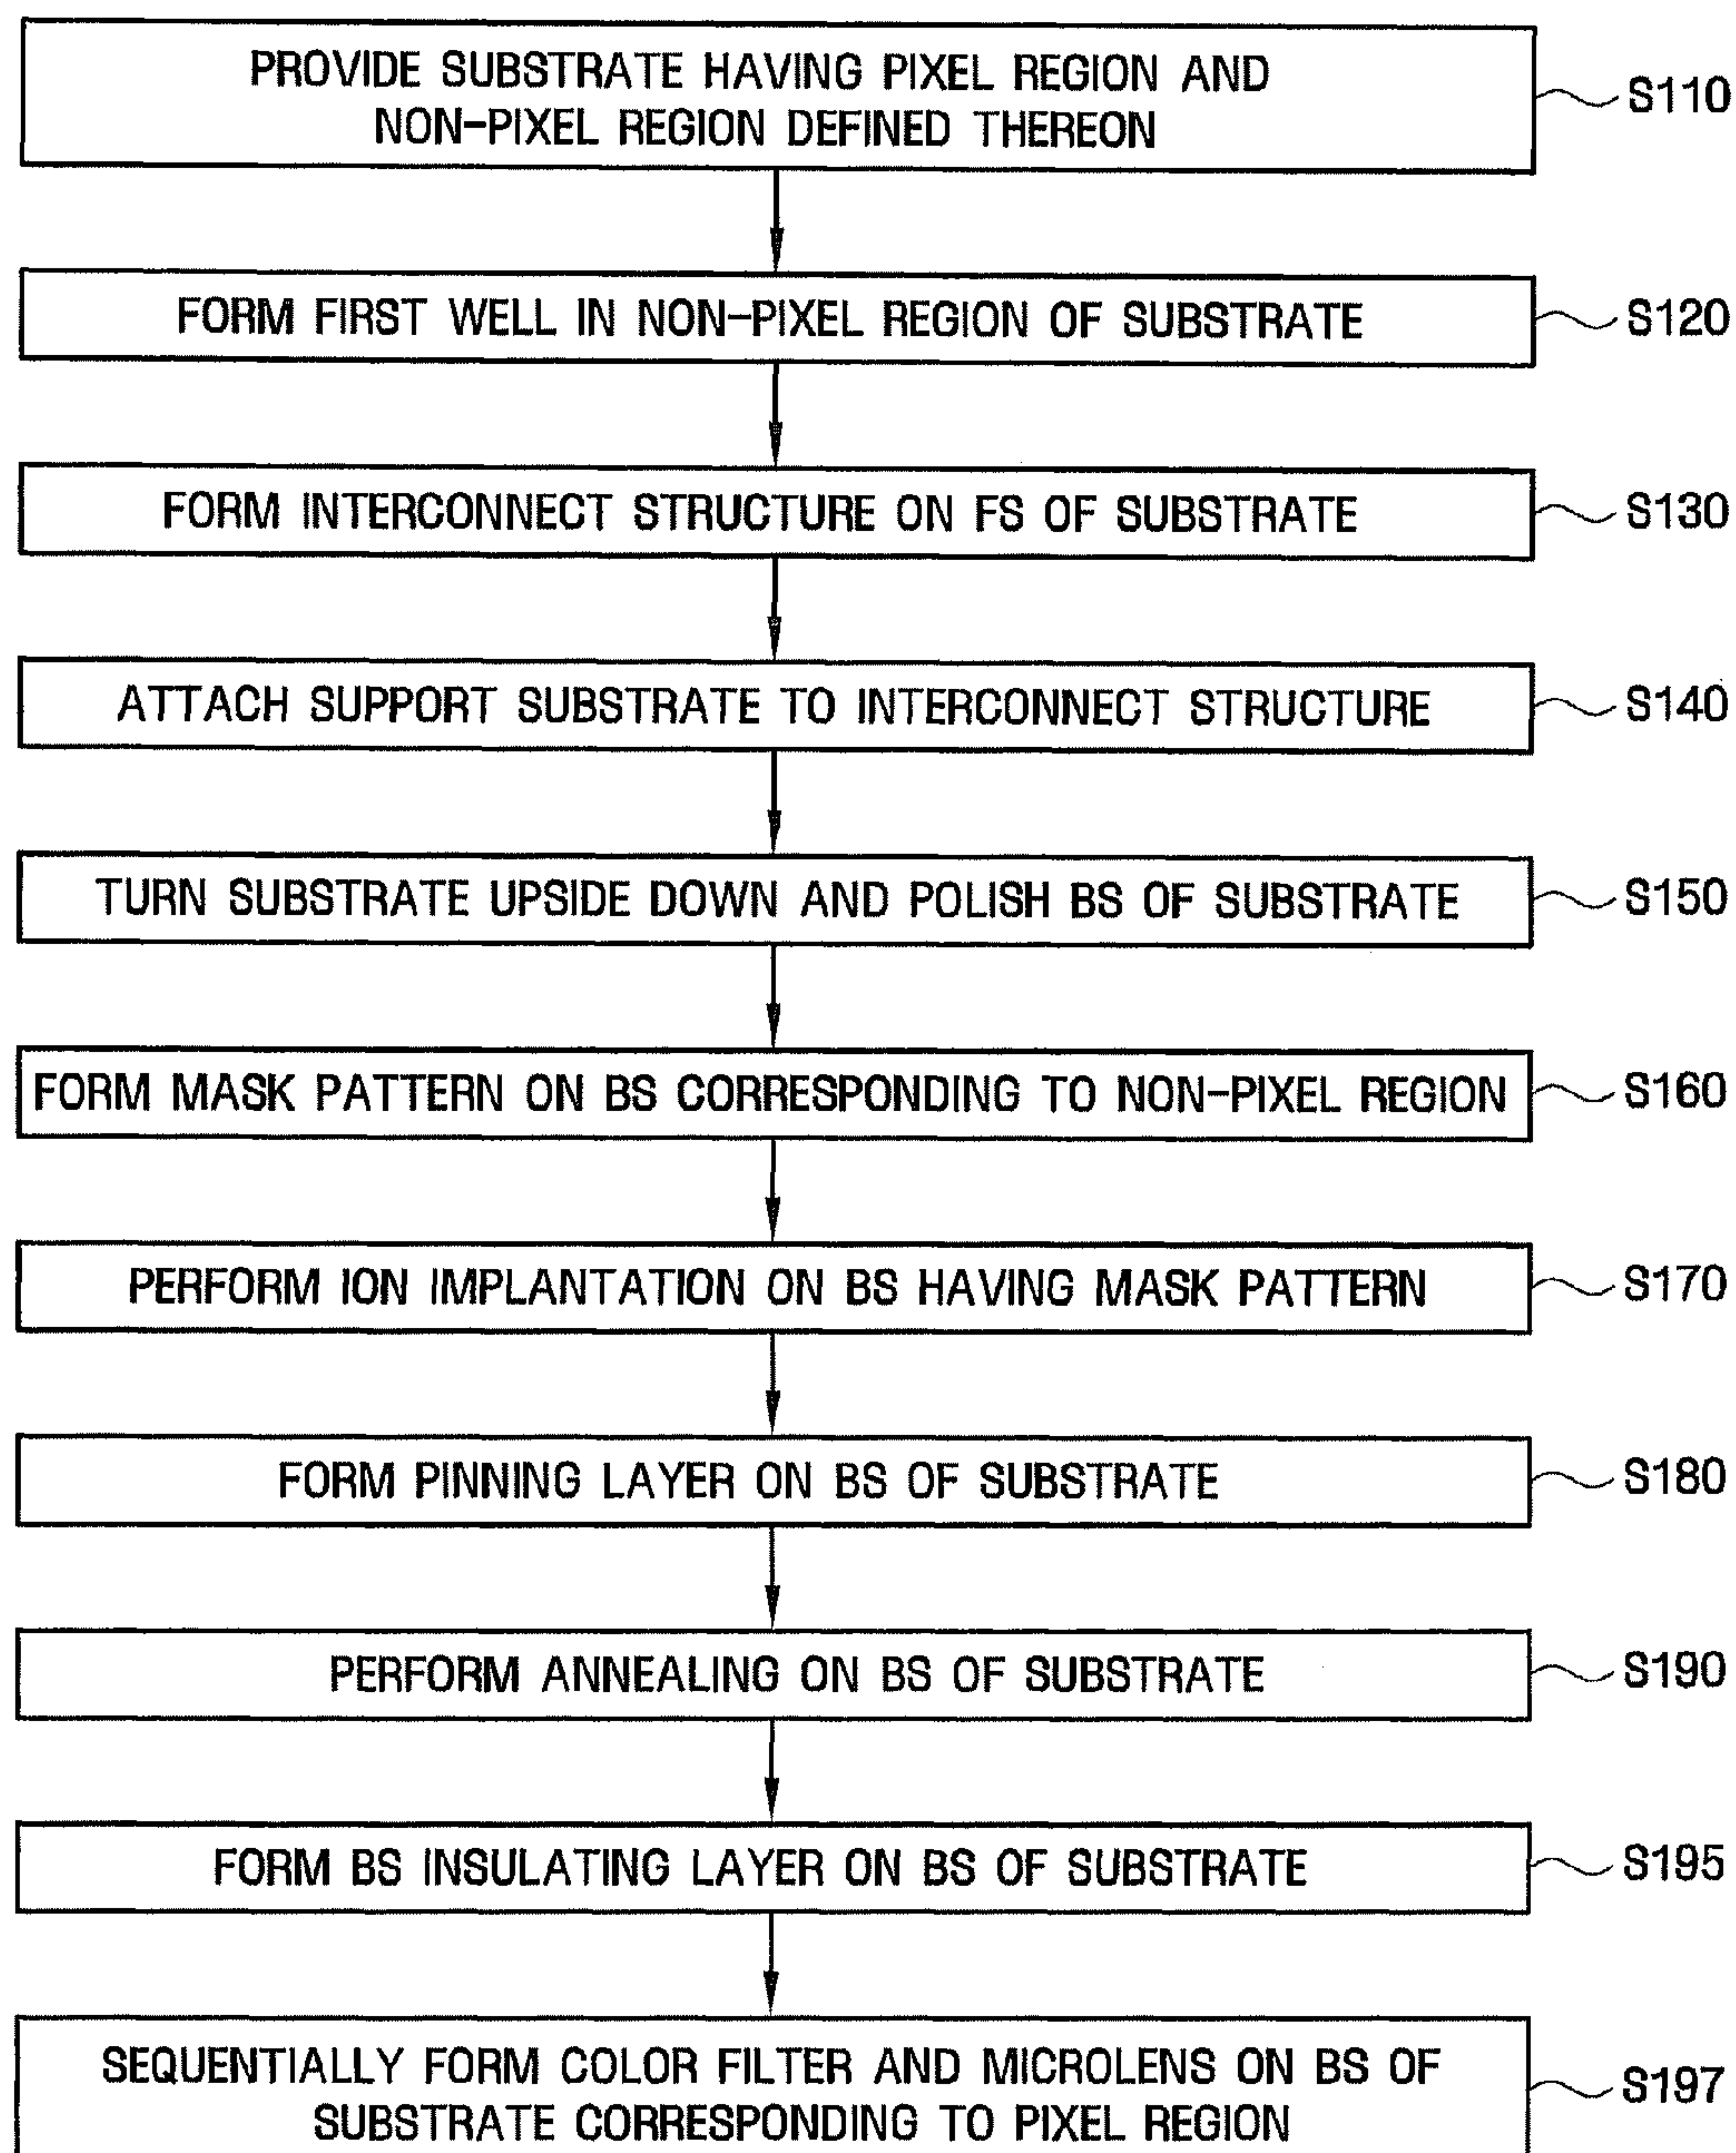 PROVIDE SUBSTRATE HAVING PIXEL REGION AND
NON-PIXEL REGION DEFINED THEREON
S110
FORM FIRST WELL IN NON-PIXEL REGION OF SUBSTRATE
S120
FORM INTERCONNECT STRUCTURE ON FS OF SUBSTRATE
S130
ATTACH SUPPORT SUBSTRATE TO INTERCONNECT STRUCTURE
S140
TURN SUBSTRATE UPSIDE DOWN AND POLISH BS OF SUBSTRATE
S150
FORM MASK PATTERN ON BS CORRESPONDING TO NON-PIXEL REGION
S160
PERFORM ION IMPLANTATION ON BS HAVING MASK PATTERN
S170
FORM PINNING LAYER ON BS OF SUBSTRATE
S180
PERFORM ANNEALING ON BS OF SUBSTRATE
S190
FORM BS INSULATING LAYER ON BS OF SUBSTRATE
S195
SEQUENTIALLY FORM COLOR FILTER AND MICROLENS ON BS OF
SUBSTRATE CORRESPONDING TO PIXEL REGION
S197